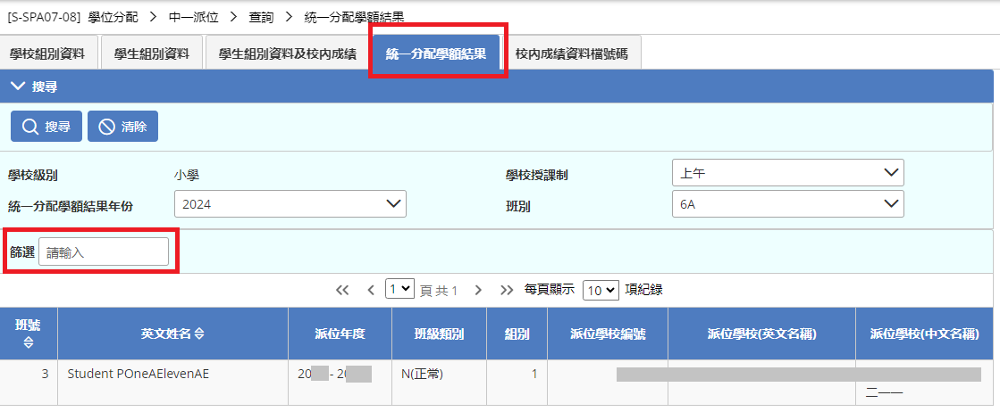 [S-SPA07-08] 學位分配 > 中一派位 > 查詢 > 統一分配學額結果
學校組別資料 學生組別資料 學生組別資料及校內成績 統一分配學額結果 校內成績資料檔號碼
搜尋
搜尋 清除
學校級別 小學 學校授課制 上午
統一分配學額結果年份 2024 班別 6A
篩選 請輸入
1 頁 共 1 每頁顯示 10 項紀錄
班號 英文姓名 派位年度 班級類別 組別 派位學校編號 派位學校(英文名稱) 派位學校(中文名稱)
3 Student POneAElevenAE 20 - 2 N(正常) 1
二一一